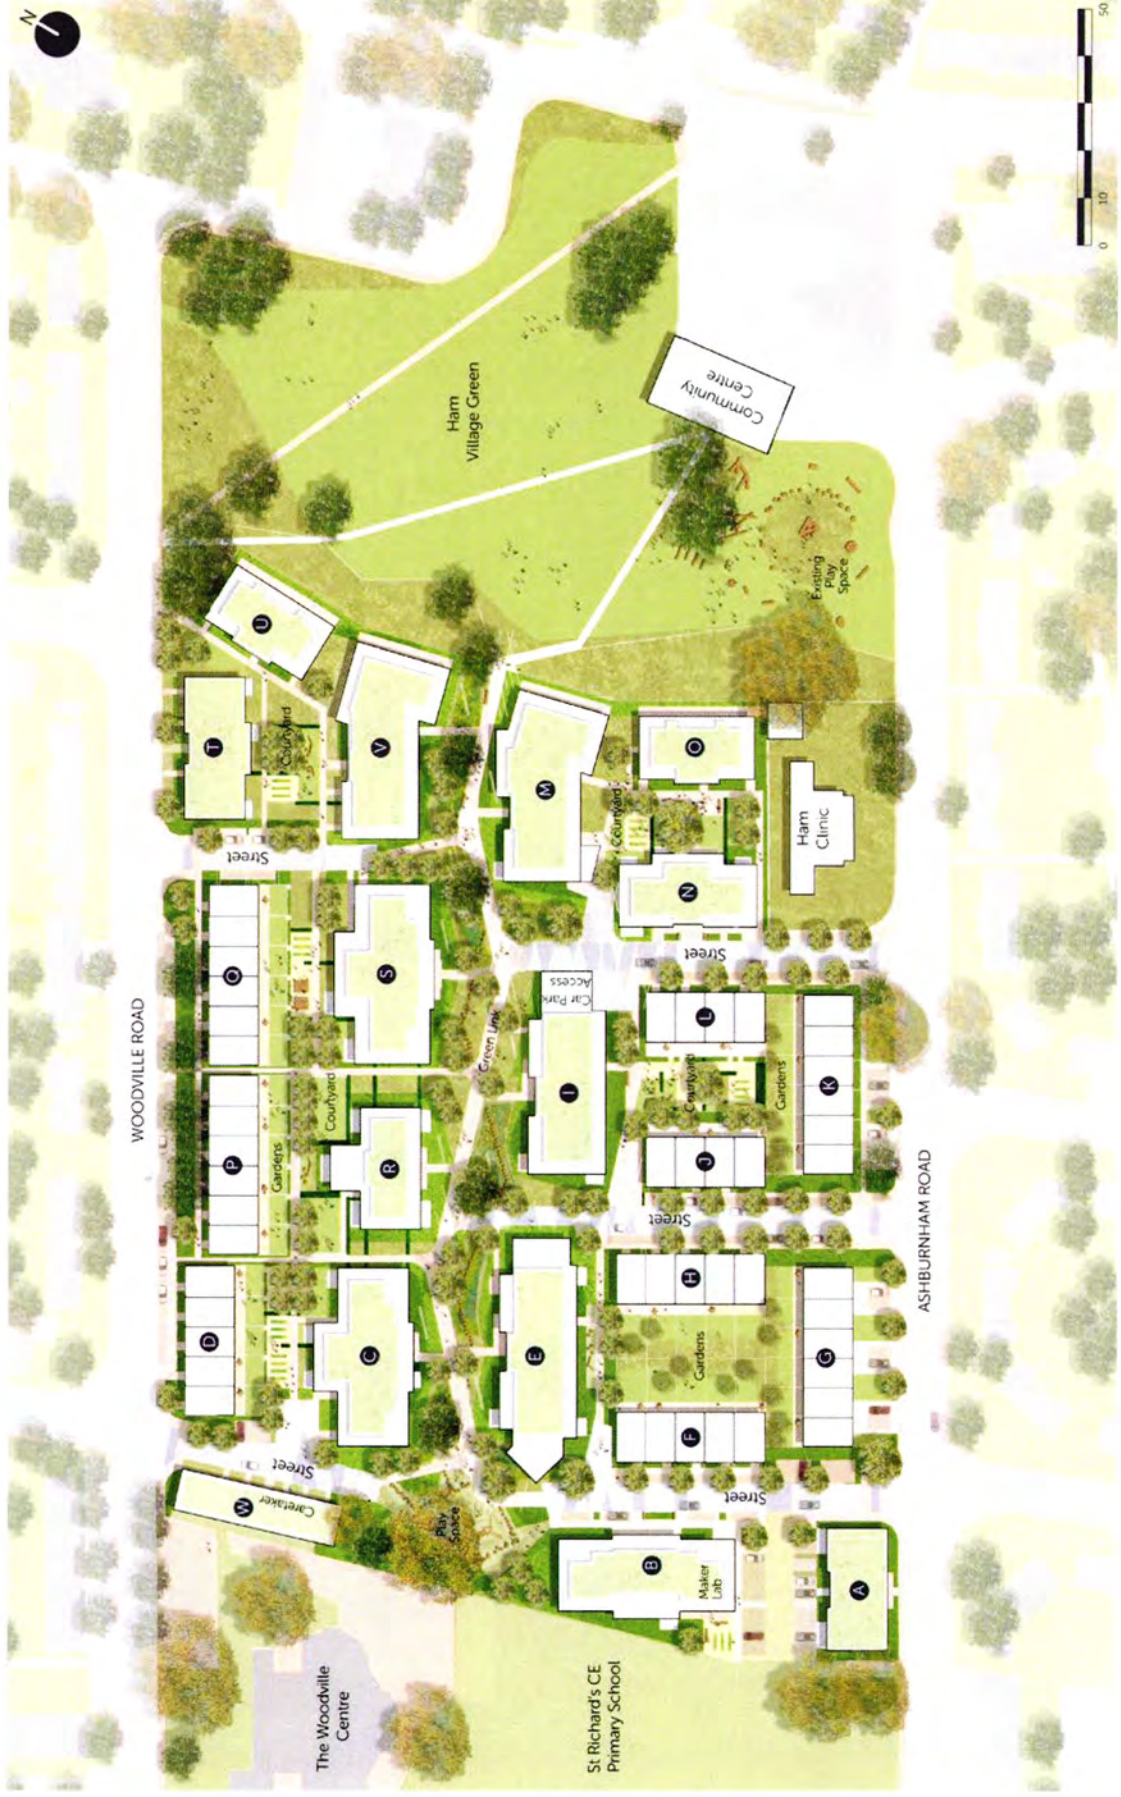 N
50
10
0
WOODVILLE ROAD
ASHBURNHAM ROAD
Ham
Village Green
Community
Centre
Existing
Play
Space
U
T
Courtyard
V
Street
M
O
Courtyard
N
Ham
Clinic
Street
Q
S
Green Link
Car Park
Access
I
L
Courtyard
J
Gardens
K
P
Gardens
Courtyard
R
Street
D
C
E
H
Gardens
F
G
Street
Street
W
Caretaker
Play
Space
B
Maker
Lab
A
The Woodville
Centre
St Richard's CE
Primary School